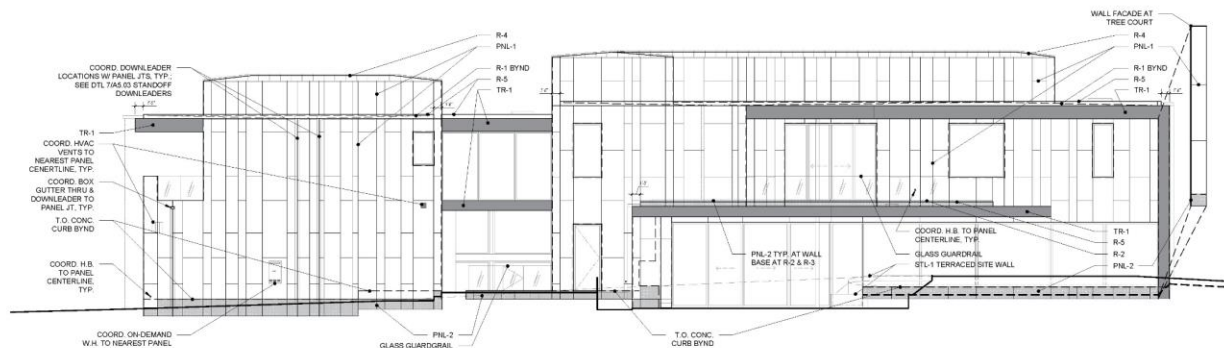 WALL FACADE AT
TREE COURT
R-4
PNL-1
COORD. DOWNLEADER
LOCATIONS W/ PANEL JTS, TYP.;
SEE DTL 7/A5.03 STANDOFF
DOWNLEADERS
R-1 BYND
R-5
TR-1
R-4
PNL-1
R-1 BYND
R-5
TR-1
TR-1
COORD. HVAC
VENTS TO
NEAREST PANEL
CENERTLINE, TYP.
COORD. BOX
GUTTER THRU &
DOWNLEADER TO
PANEL JT, TYP.
T.O. CONC.
CURB BYND
COORD. H.B.
TO PANEL
CENTERLINE,
TYP.
COORD. ON-DEMAND
W.H. TO NEAREST PANEL
PNL-2
GLASS GUARDGRAIL
PNL-2 TYP. AT WALL
BASE AT R-2 & R-3
T.O. CONC.
CURB BYND
COORD. H.B. TO PANEL
CENTERLINE, TYP.
GLASS GUARDRAIL
STL-1 TERRACED SITE WALL
TR-1
R-5
R-2
PNL-2